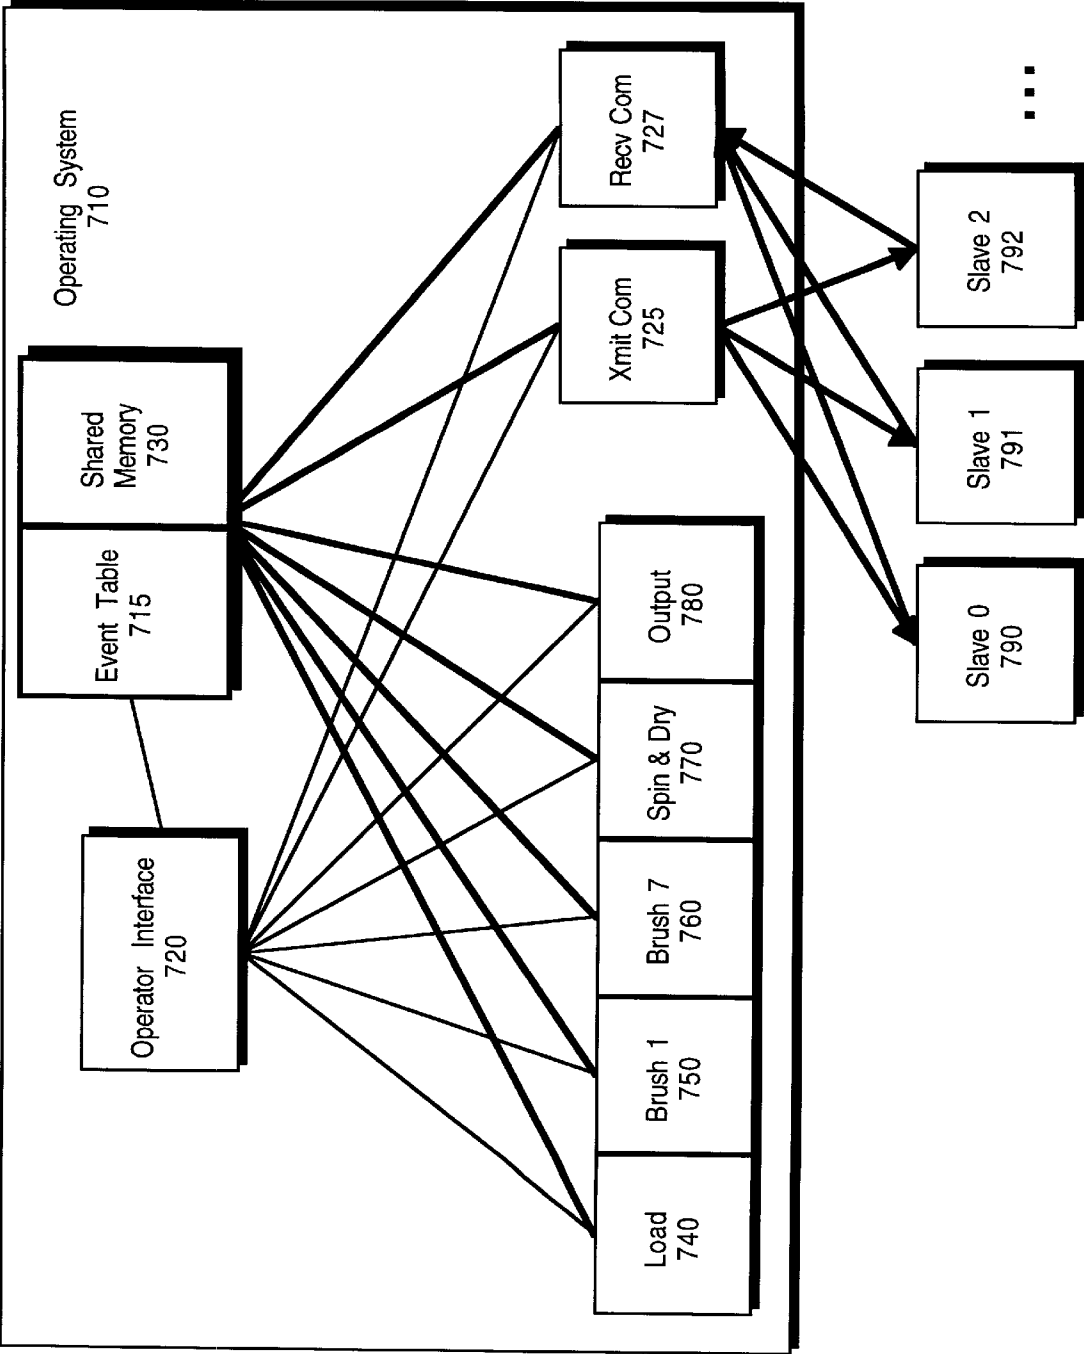 Operating System
710
Operator Interface
720
Event Table
715
Shared
Memory
730
Load
740
Brush 1
750
Brush 7
760
Spin & Dry
770
Output
780
Xmit Com
725
Recv Com
727
Slave 0
790
Slave 1
791
Slave 2
792
...